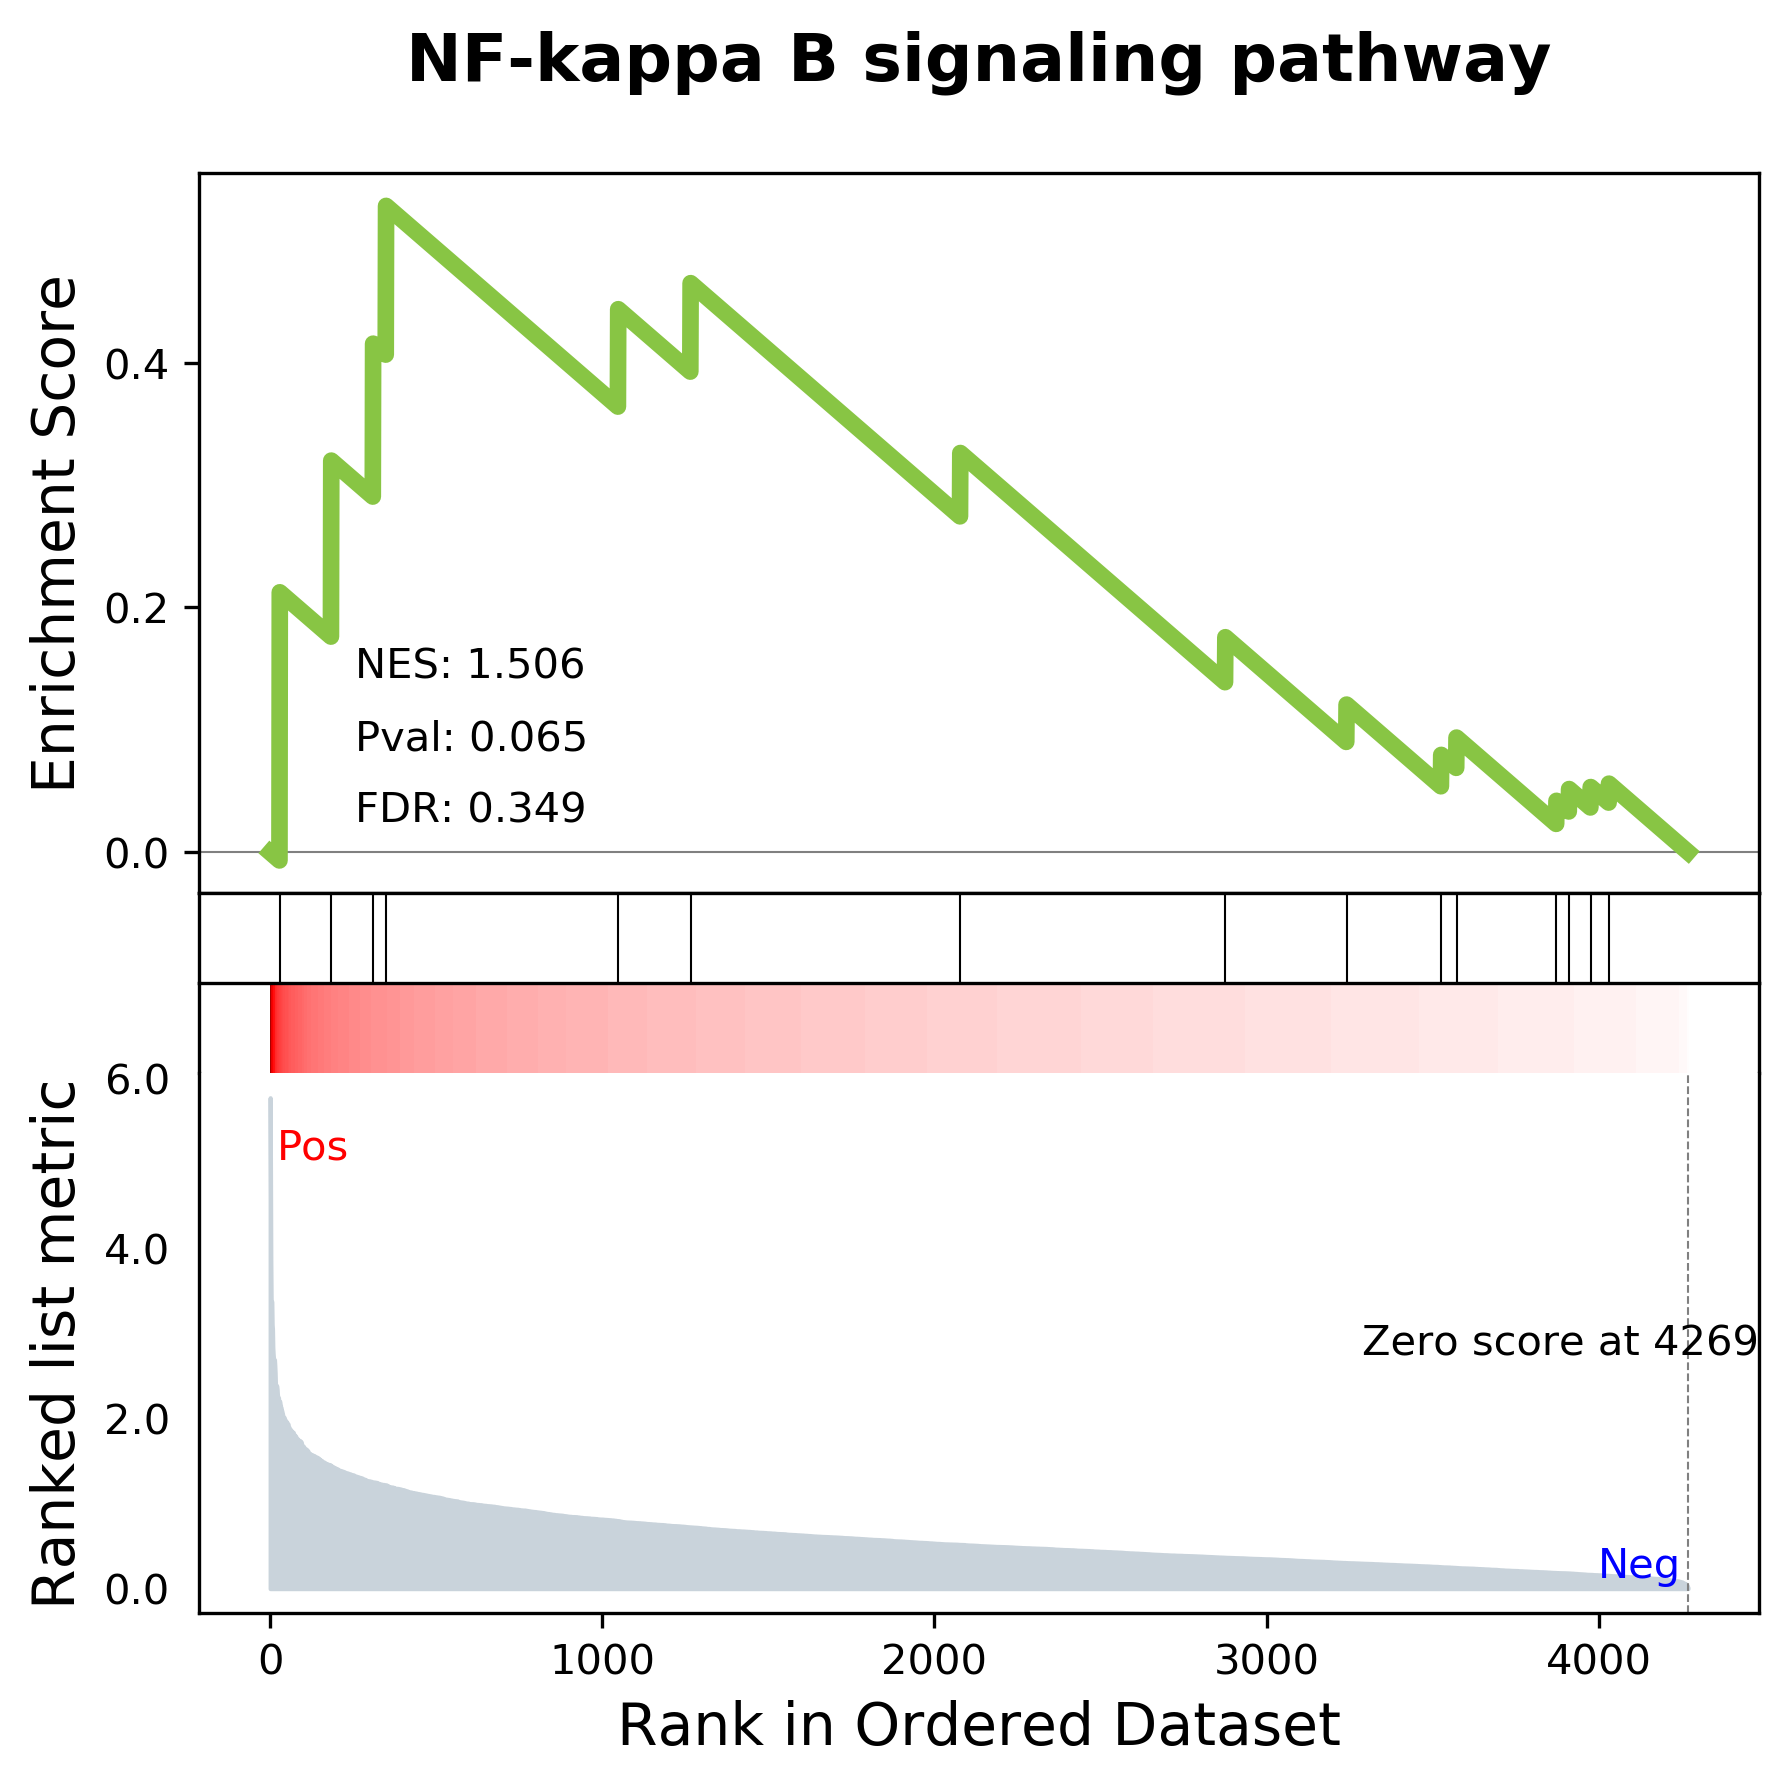 NF-kappa B signaling pathway
Enrichment Score
0.4
0.2
0.0
NES: 1.506
Pval: 0.065
FDR: 0.349
Ranked list metric
6.0
4.0
2.0
0.0
Pos
Zero score at 4269
Neg
0 1000 2000 3000 4000
Rank in Ordered Dataset